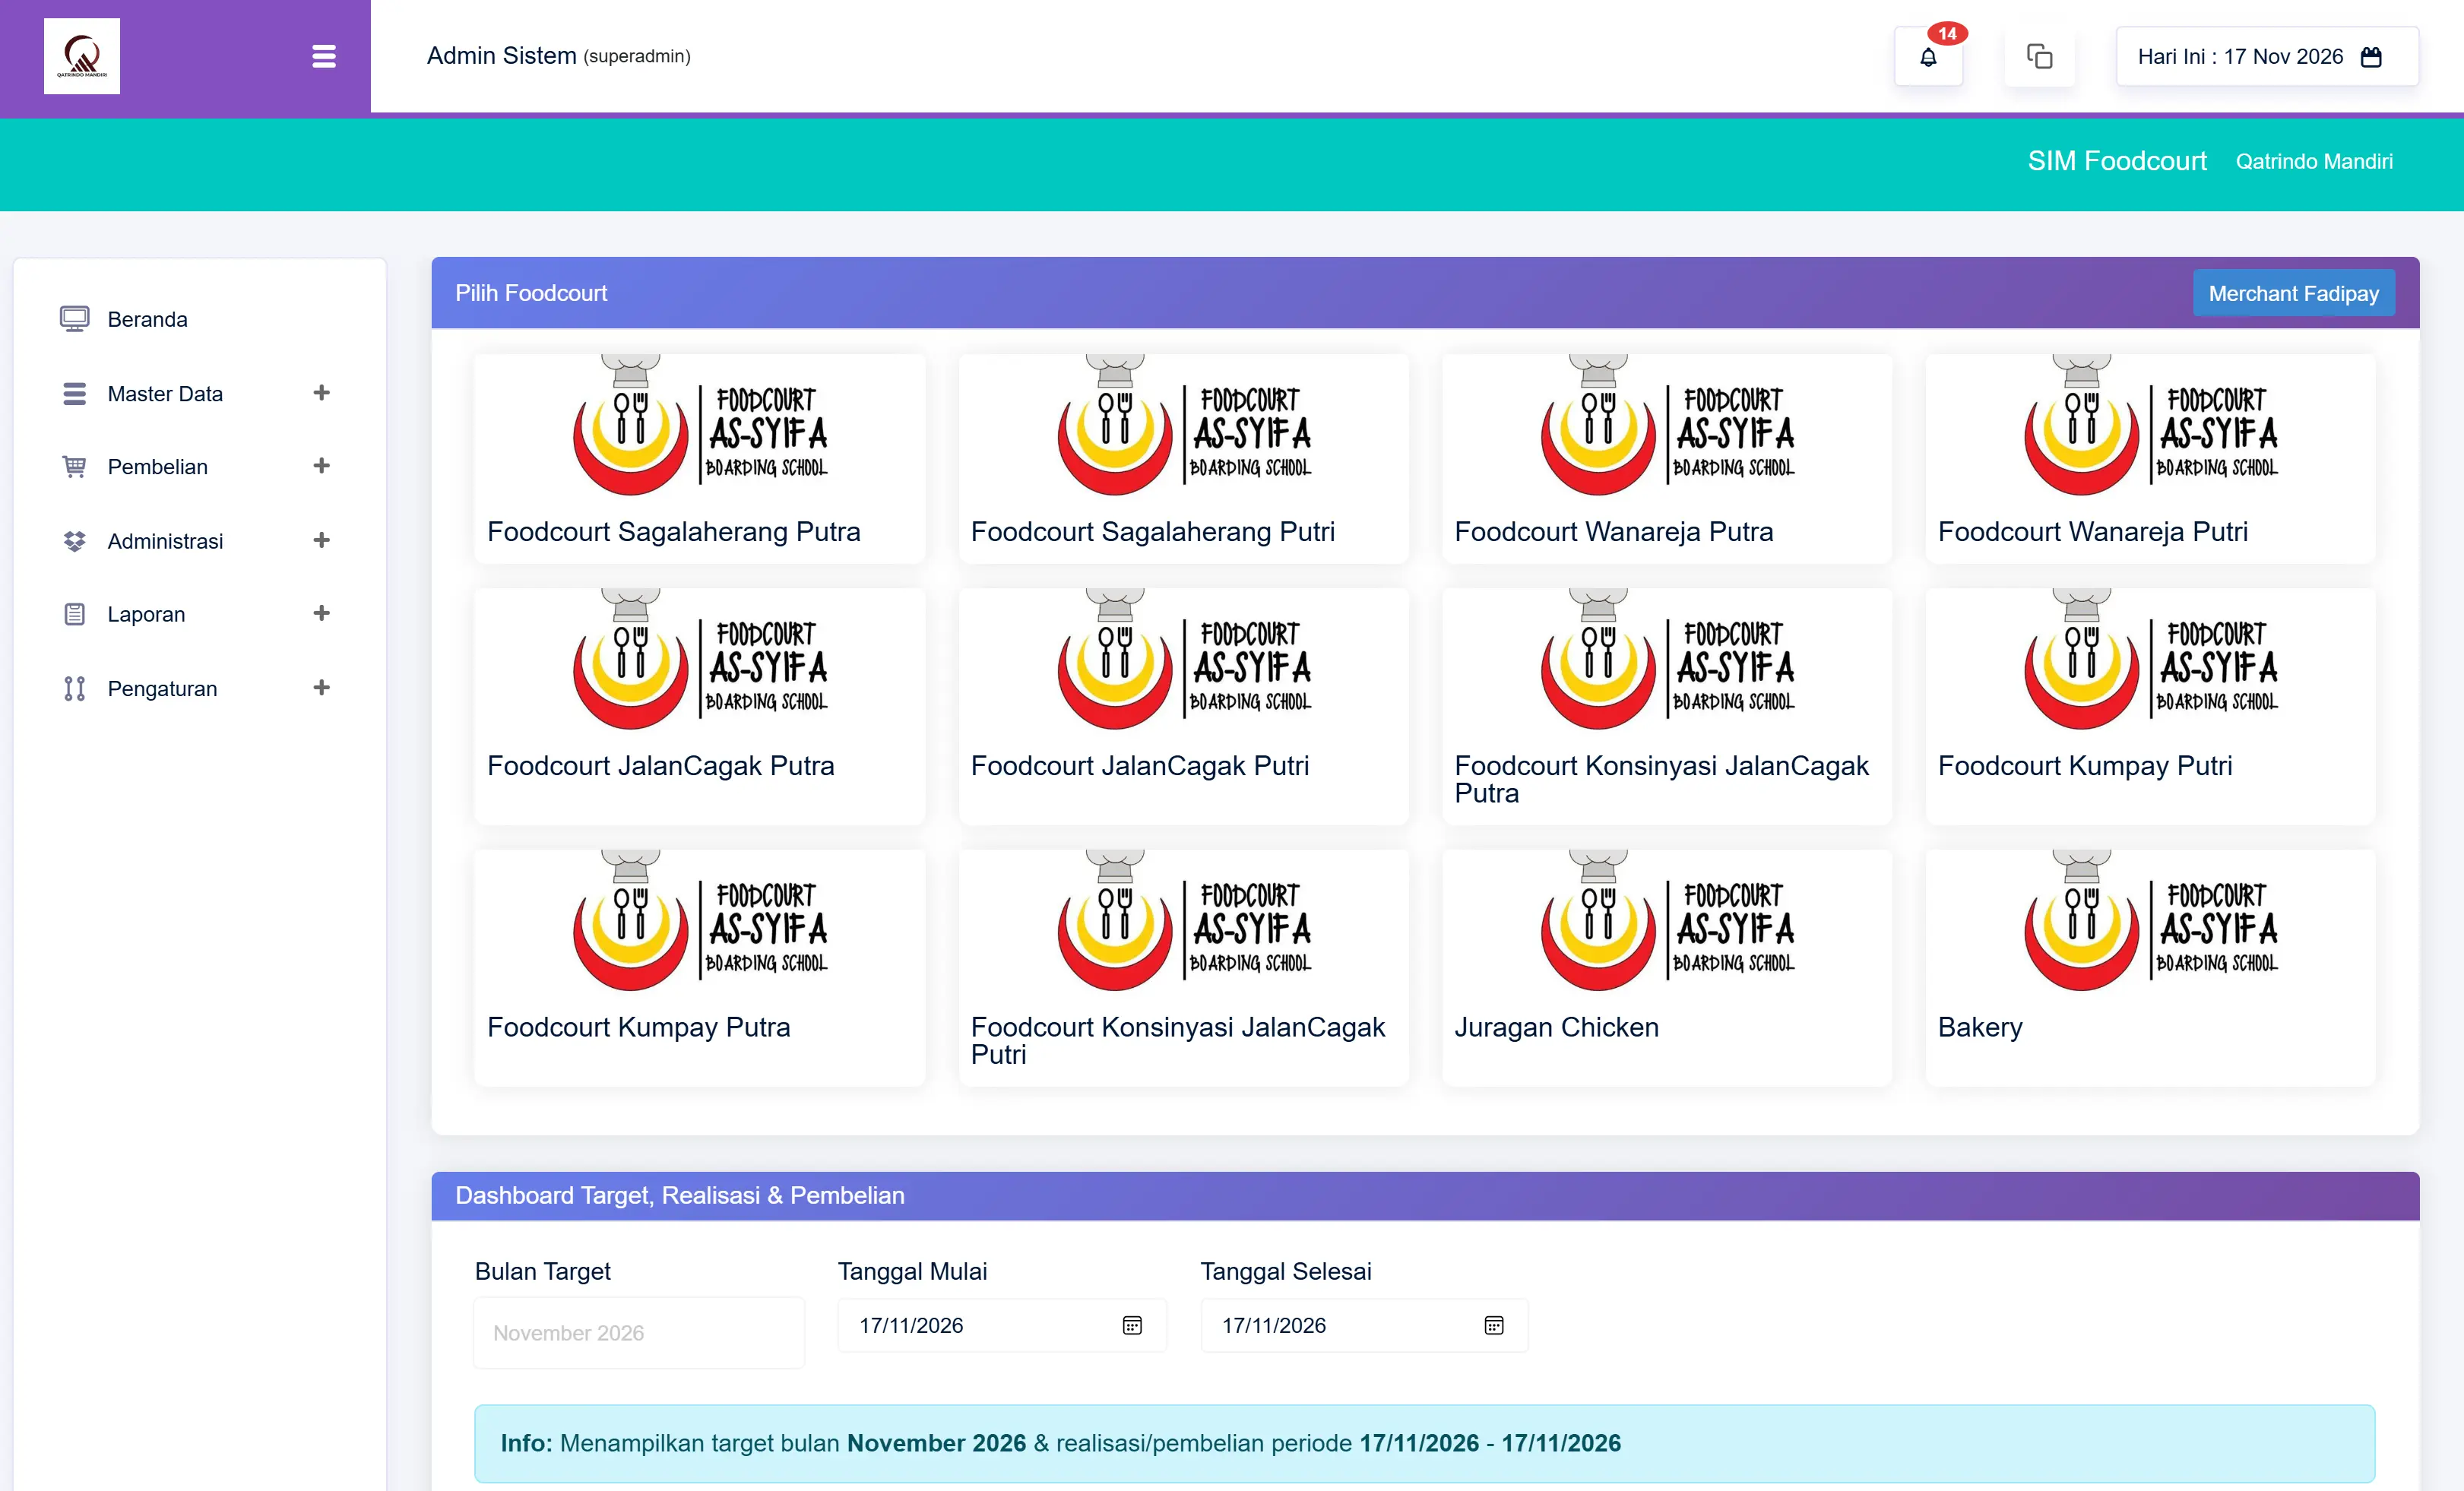 QATRINDO MANDIRI
Admin Sistem (superadmin)
14
Hari Ini : 17 Nov 2026
SIM Foodcourt Qatrindo Mandiri
Beranda
Master Data
Pembelian
Administrasi
Laporan
Pengaturan
Pilih Foodcourt
Merchant Fadipay
FOODCOURT
AS-SYIFA
BOARDING SCHOOL
Foodcourt Sagalaherang Putra
FOODCOURT
AS-SYIFA
BOARDING SCHOOL
Foodcourt Sagalaherang Putri
FOODCOURT
AS-SYIFA
BOARDING SCHOOL
Foodcourt Wanareja Putra
FOODCOURT
AS-SYIFA
BOARDING SCHOOL
Foodcourt Wanareja Putri
FOODCOURT
AS-SYIFA
BOARDING SCHOOL
Foodcourt JalanCagak Putra
FOODCOURT
AS-SYIFA
BOARDING SCHOOL
Foodcourt JalanCagak Putri
FOODCOURT
AS-SYIFA
BOARDING SCHOOL
Foodcourt Konsinyasi JalanCagak
Putra
FOODCOURT
AS-SYIFA
BOARDING SCHOOL
Foodcourt Kumpay Putri
FOODCOURT
AS-SYIFA
BOARDING SCHOOL
Foodcourt Kumpay Putra
FOODCOURT
AS-SYIFA
BOARDING SCHOOL
Foodcourt Konsinyasi JalanCagak
Putri
FOODCOURT
AS-SYIFA
BOARDING SCHOOL
Juragan Chicken
FOODCOURT
AS-SYIFA
BOARDING SCHOOL
Bakery
Dashboard Target, Realisasi & Pembelian
Bulan Target
November 2026
Tanggal Mulai
17/11/2026
Tanggal Selesai
17/11/2026
Info: Menampilkan target bulan November 2026 & realisasi/pembelian periode 17/11/2026 - 17/11/2026